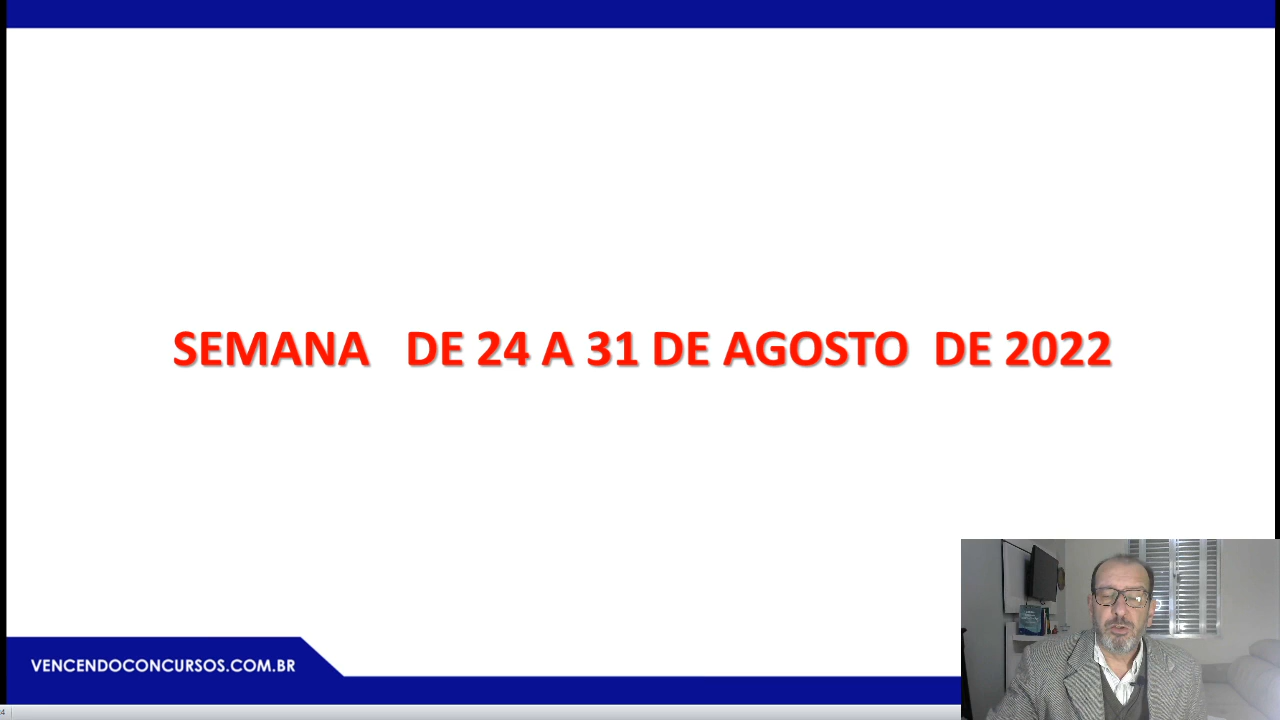 SEMANA DE 24 A 31 DE AGOSTO DE 2022
VENCENDOCONCURSOS.COM.BR